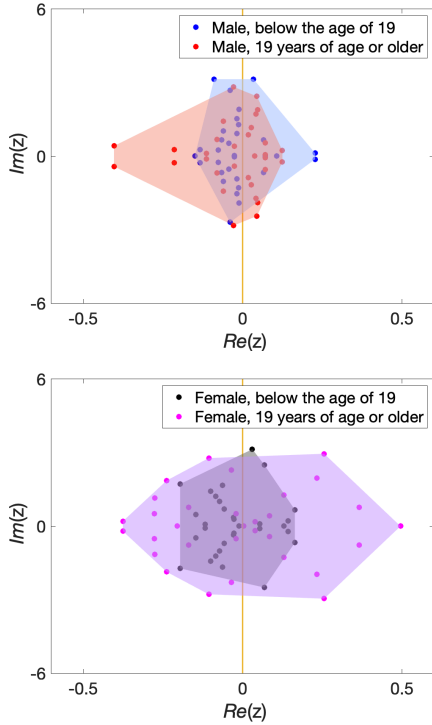 6
Male, below the age of 19
Male, 19 years of age or older
Im(z)
0
-6
-0.5
0
0.5
Re(z)
6
Female, below the age of 19
Female, 19 years of age or older
Im(z)
0
-6
-0.5
0
0.5
Re(z)